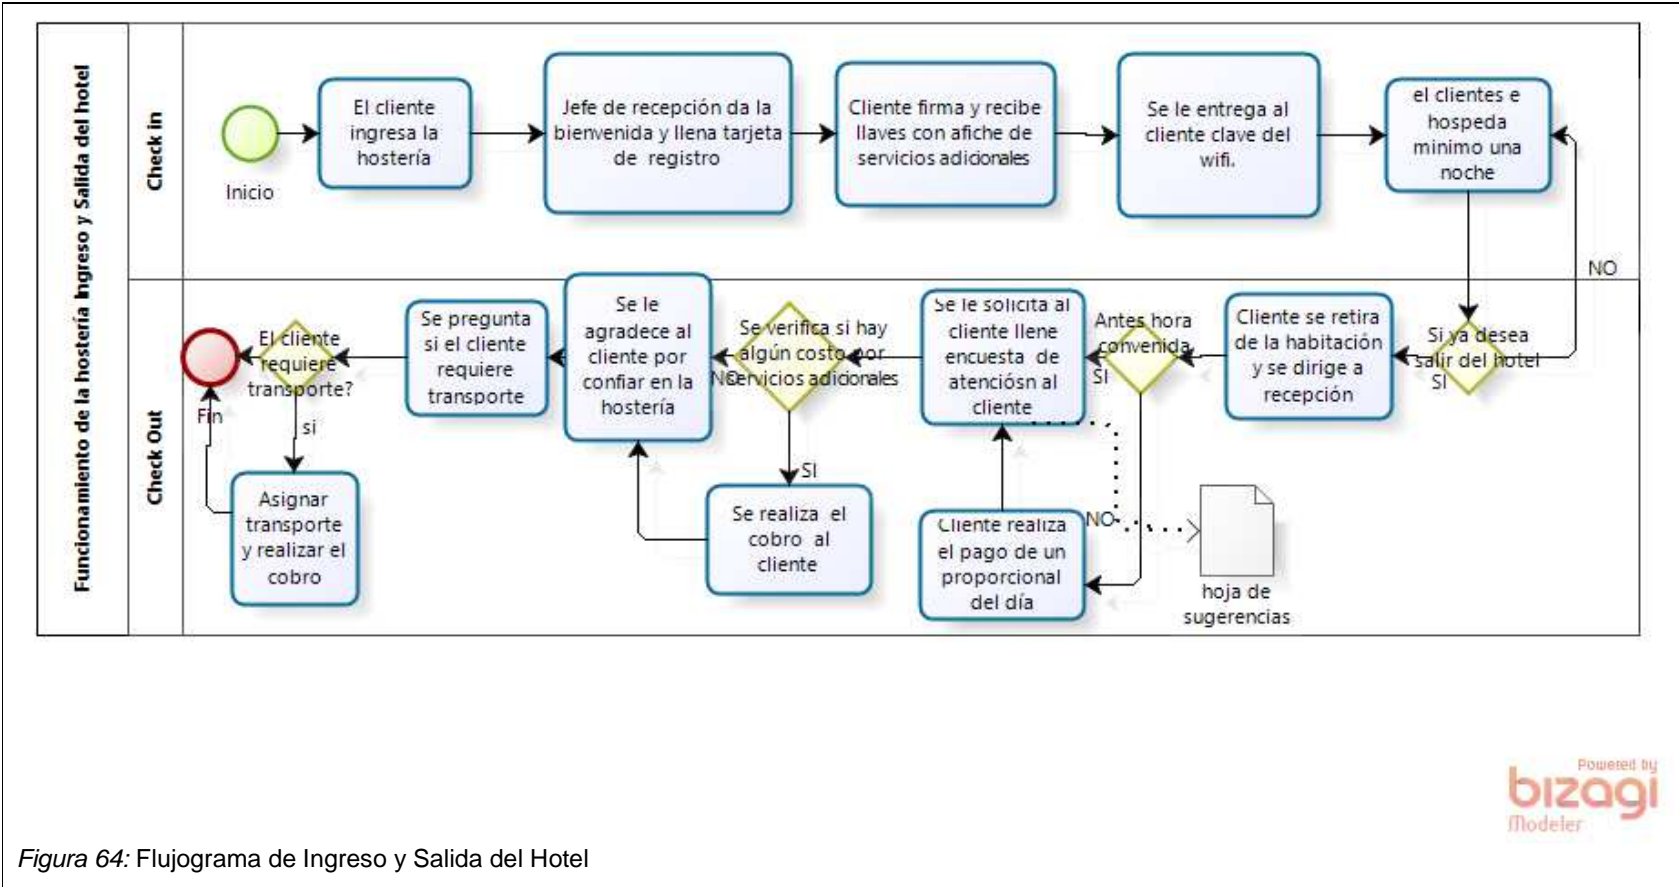 Funcionamiento de la hostería Ingreso y Salida del hotel
Check in
Inicio
El cliente
ingresa la
hostería
Jefe de recepción da la
bienvenida y llena tarjeta
de registro
Cliente firma y recibe
llaves con afiche de
servicios adicionales
Se le entrega al
cliente clave del
wifi.
el clientes e
hospeda
minimo una
noche
NO
Check Out
Si ya desea
salir del hotel
SI
Cliente se retira
de la habitación
y se dirige a
recepción
Antes hora
convenida
SI
NO
Cliente realiza
el pago de un
proporcional
del día
Se le solicita al
cliente llene
encuesta de
atenciósn al
cliente
hoja de
sugerencias
Se verifica si hay
algún costo por
servicios adicionales
NO
SI
Se realiza el
cobro al
cliente
Se le
agradece al
cliente por
confiar en la
hostería
Se pregunta
si el cliente
requiere
transporte
El cliente
requiere
transporte?
si
Asignar
transporte
y realizar el
cobro
Fin
Powered by
bizagi
Modeler
Figura 64: Flujograma de Ingreso y Salida del Hotel